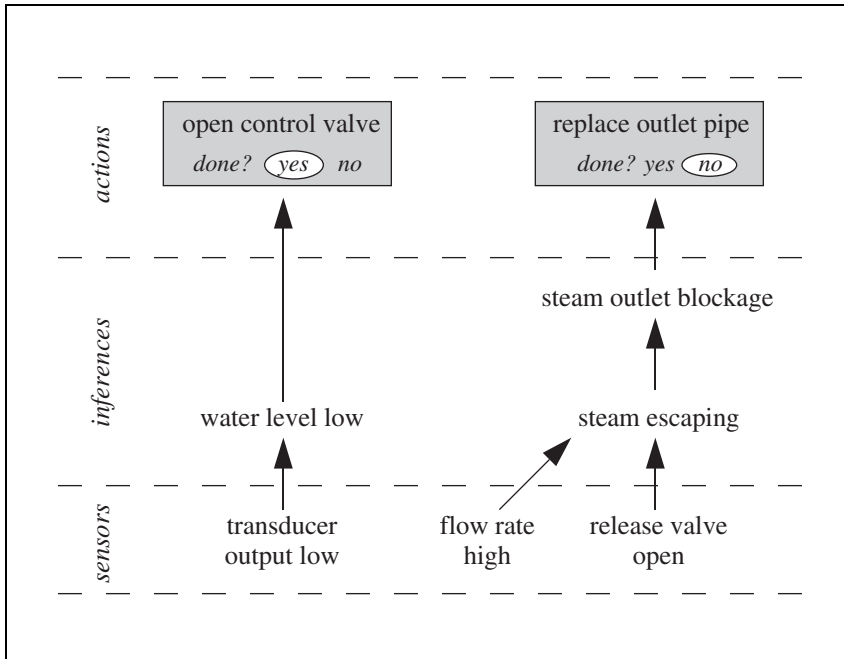 actions
open control valve
done? yes no
replace outlet pipe
done? yes no
inferences
steam outlet blockage
water level low
steam escaping
sensors
transducer
output low
flow rate
high
release valve
open